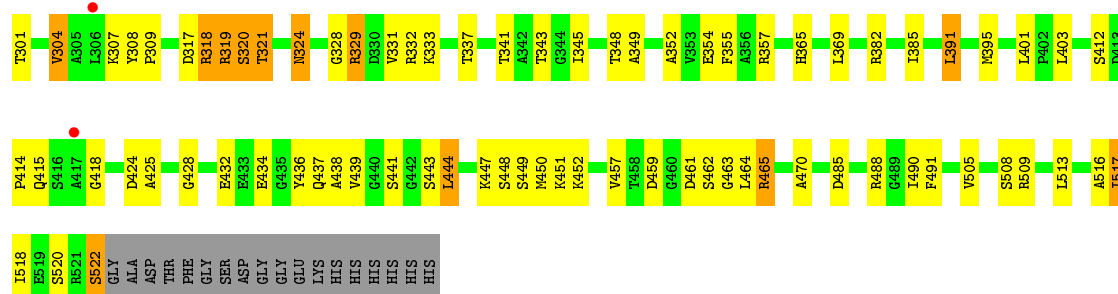 T301 V304 A305 L306 K307 Y308 P309 D317 R318 R319 S320 T321 N324 G328 R329 D330 V331 R332 K333 T337 T341 A342 T343 G344 I345 T348 A349 A352 V353 E354 F355 A356 R357 H365 L369 R382 I385 L391 M395 L401 P402 L403 S412 D413
P414 Q415 S416 A417 G418 D424 A425 G428 E432 E433 E434 G435 Y436 Q437 A438 V439 G440 S441 G442 S443 L444 K447 S448 S449 M450 K451 K452 V457 T458 D459 G460 D461 S462 G463 L464 R465 A470 D485 R488 G489 I490 F491 V505 S508 R509 L513 A516 I517
I518 E519 S520 R521 S522 GLY ALA ASP THR PHE GLY SER ASP GLY GLY GLU LYS HIS HIS HIS HIS HIS HIS